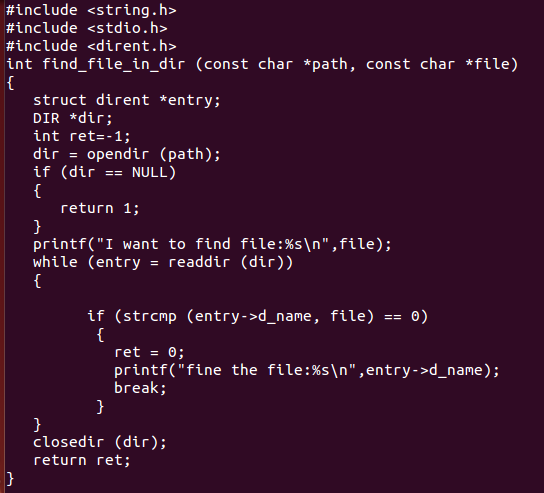 #include <string.h>
#include <stdio.h>
#include <dirent.h>
int find_file_in_dir (const char *path, const char *file)
{
   struct dirent *entry;
   DIR *dir;
   int ret=-1;
   dir = opendir (path);
   if (dir == NULL)
   {
      return 1;
   }
   printf("I want to find file:%s\n",file);
   while (entry = readdir (dir))
   {

         if (strcmp (entry->d_name, file) == 0)
          {
            ret = 0;
            printf("fine the file:%s\n",entry->d_name);
            break;
          }
   }
   closedir (dir);
   return ret;
}